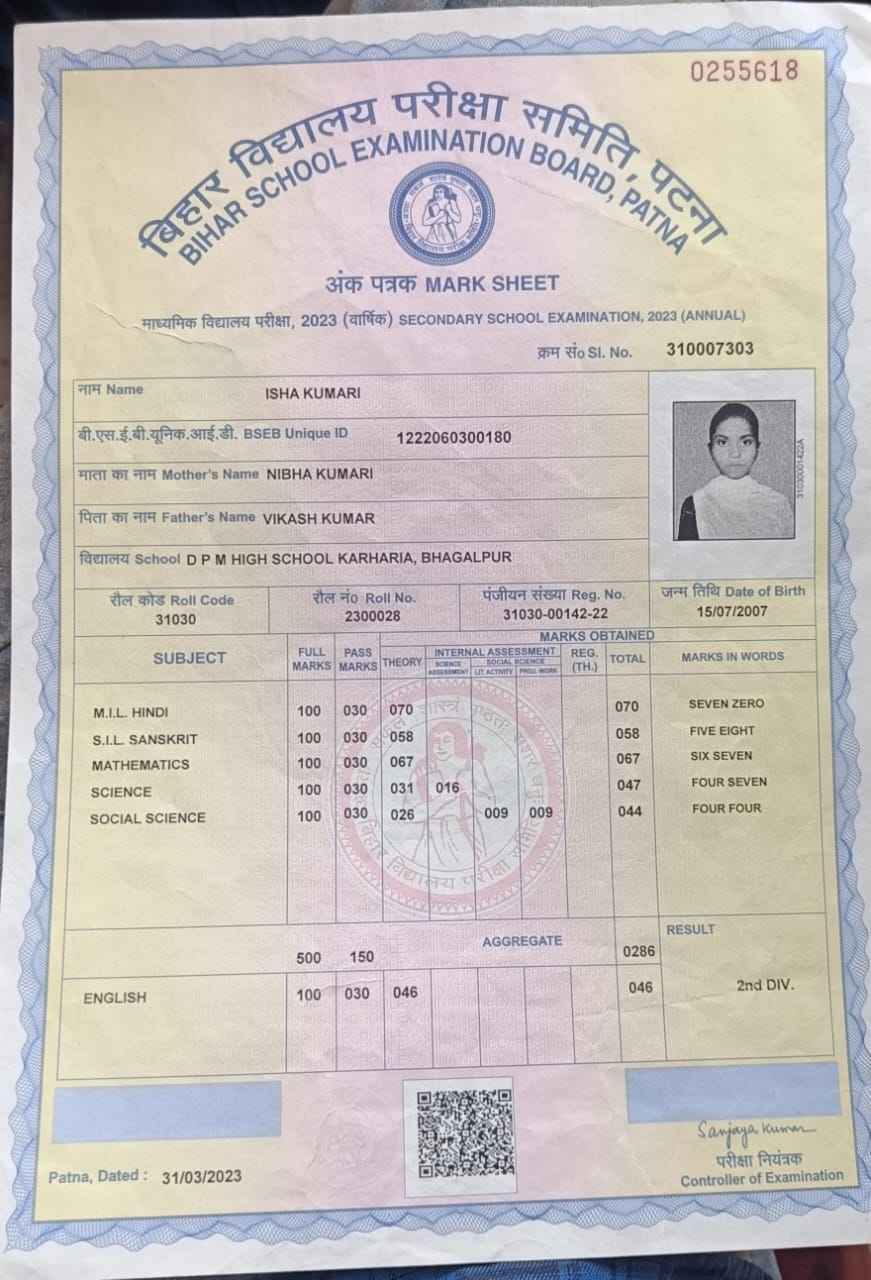 0255618
बिहार विद्यालय परीक्षा समिति, पटना
BIHAR SCHOOL EXAMINATION BOARD, PATNA
अंक पत्रक MARK SHEET
माध्यमिक विद्यालय परीक्षा, 2023 (वार्षिक) SECONDARY SCHOOL EXAMINATION, 2023 (ANNUAL)
क्रम सं० Sl. No. 310007303
नाम Name ISHA KUMARI
बी.एस.ई.बी.यूनिक.आई.डी. BSEB Unique ID 1222060300180
माता का नाम Mother's Name NIBHA KUMARI
पिता का नाम Father's Name VIKASH KUMAR
विद्यालय School D P M HIGH SCHOOL KARHARIA, BHAGALPUR
रौल कोड Roll Code रौल नं० Roll No. पंजीयन संख्या Reg. No. जन्म तिथि Date of Birth
31030 2300028 31030-00142-22 15/07/2007
MARKS OBTAINED
SUBJECT FULL MARKS PASS MARKS THEORY INTERNAL ASSESSMENT REG. (TH.) TOTAL MARKS IN WORDS
SCIENCE ASSESSMENT SOCIAL SCIENCE LIT. ACTIVITY PROJ. WORK
M.I.L. HINDI 100 030 070 070 SEVEN ZERO
S.I.L. SANSKRIT 100 030 058 058 FIVE EIGHT
MATHEMATICS 100 030 067 067 SIX SEVEN
SCIENCE 100 030 031 016 047 FOUR SEVEN
SOCIAL SCIENCE 100 030 026 009 009 044 FOUR FOUR
बिहार विद्यालय परीक्षा समिति
500 150 AGGREGATE 0286 RESULT
ENGLISH 100 030 046 046 2nd DIV.
Sanjaya Kumar
परीक्षा नियंत्रक
Patna, Dated : 31/03/2023 Controller of Examination